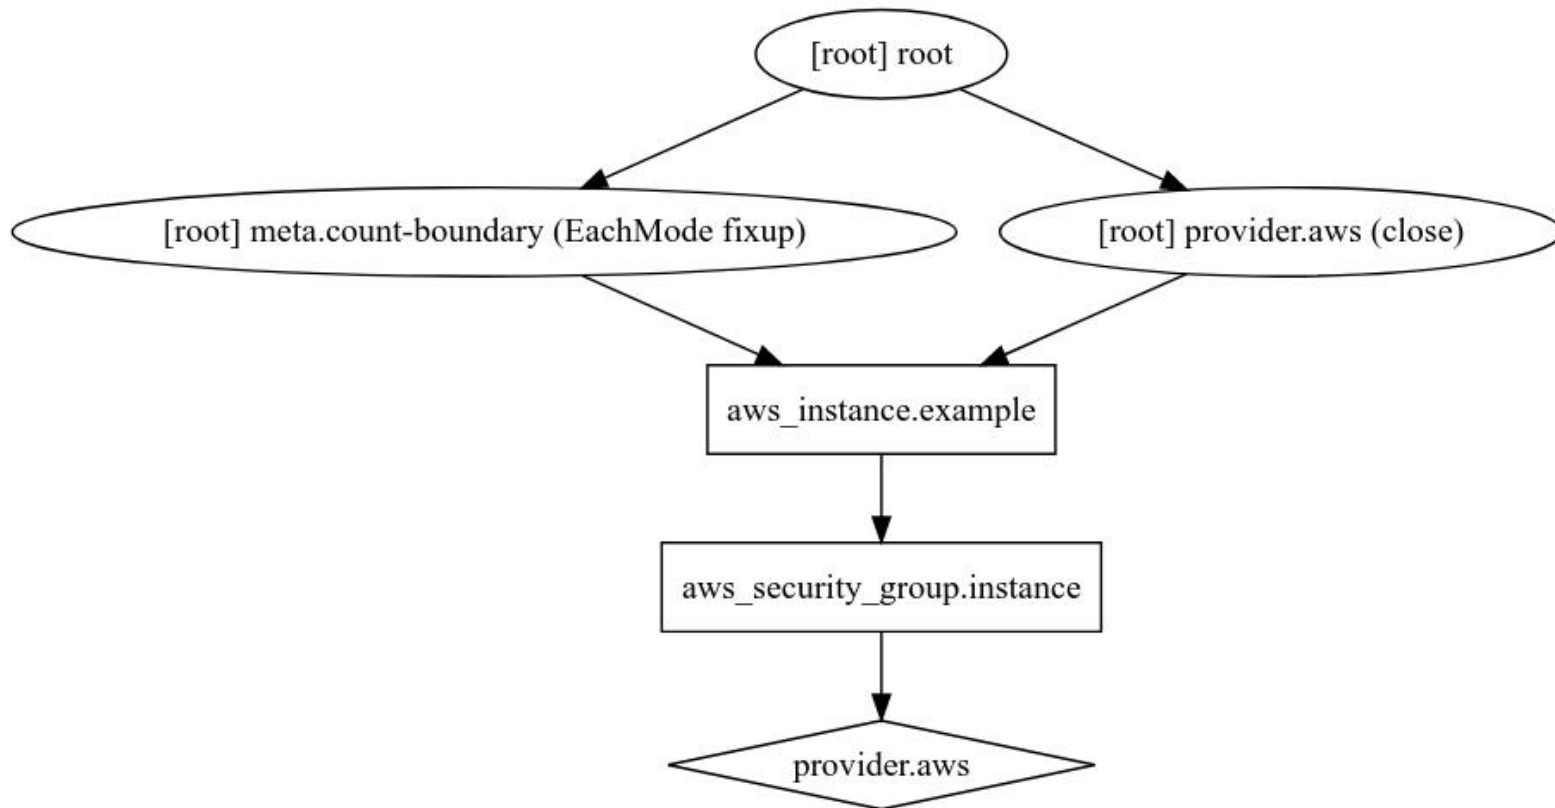 [root] root
[root] meta.count-boundary (EachMode fixup)
[root] provider.aws (close)
aws_instance.example
aws_security_group.instance
provider.aws